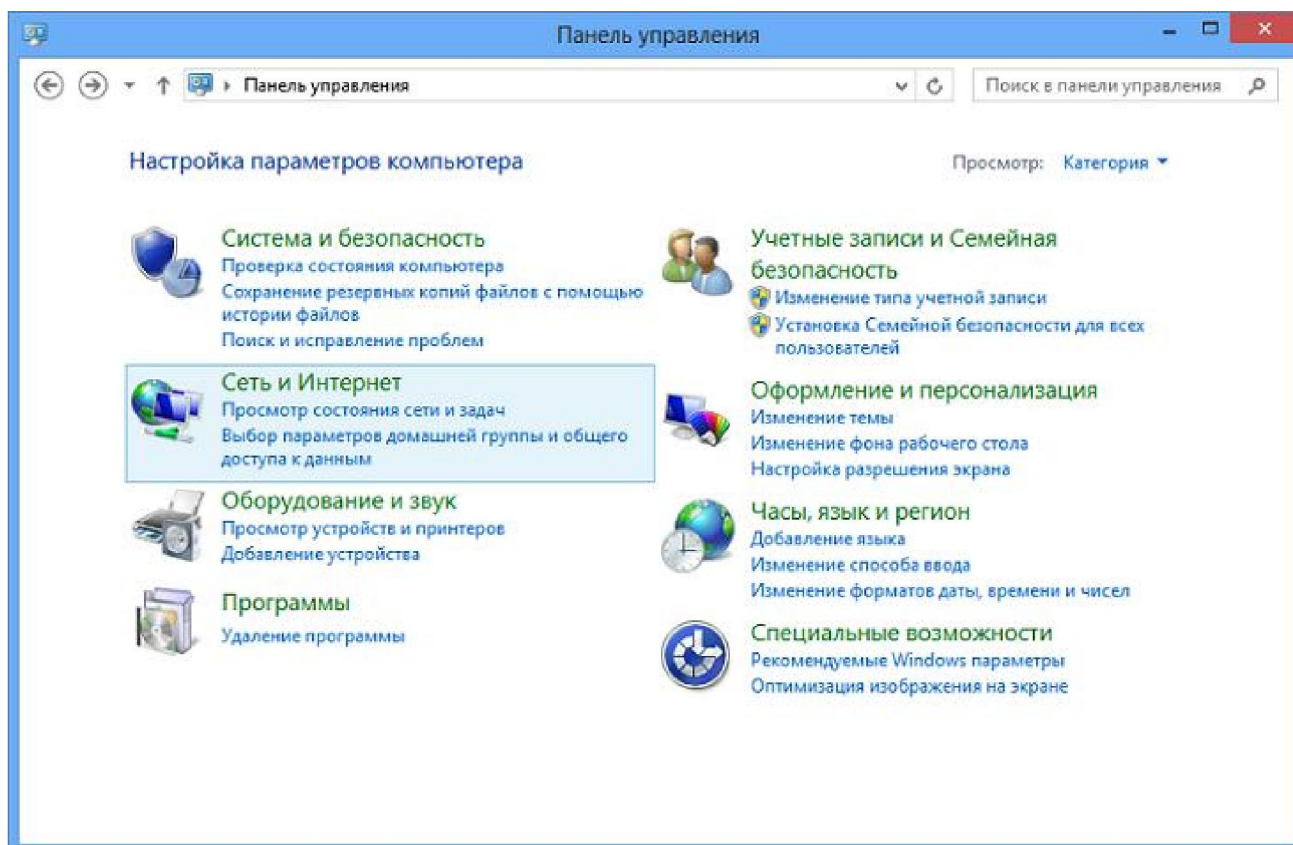 Панель управления
Панель управления
Поиск в панели управления
Настройка параметров компьютера
Просмотр: Категория
Система и безопасность
Проверка состояния компьютера
Сохранение резервных копий файлов с помощью
истории файлов
Поиск и исправление проблем
Сеть и Интернет
Просмотр состояния сети и задач
Выбор параметров домашней группы и общего
доступа к данным
Оборудование и звук
Просмотр устройств и принтеров
Добавление устройства
Программы
Удаление программы
Учетные записи и Семейная
безопасность
Изменение типа учетной записи
Установка Семейной безопасности для всех
пользователей
Оформление и персонализация
Изменение темы
Изменение фона рабочего стола
Настройка разрешения экрана
Часы, язык и регион
Добавление языка
Изменение способа ввода
Изменение форматов даты, времени и чисел
Специальные возможности
Рекомендуемые Windows параметры
Оптимизация изображения на экране